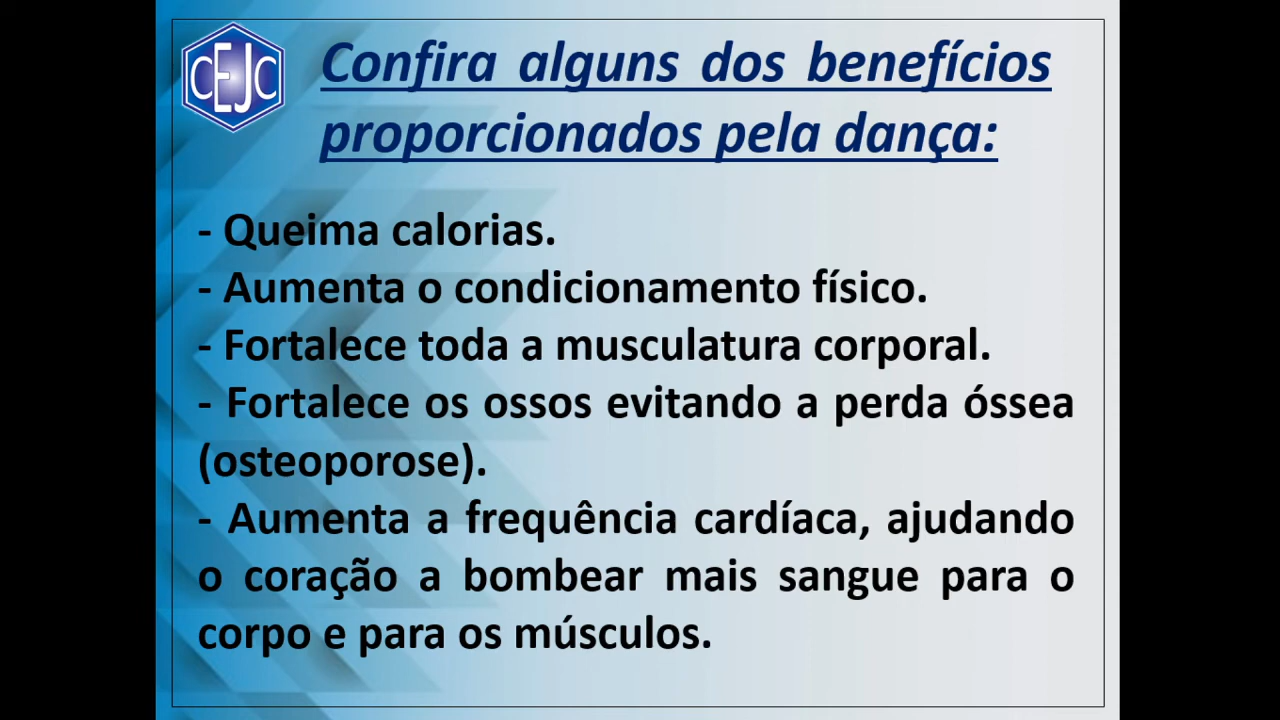 CEJC
Confira alguns dos benefícios
proporcionados pela dança:
- Queima calorias.
- Aumenta o condicionamento físico.
- Fortalece toda a musculatura corporal.
- Fortalece os ossos evitando a perda óssea
(osteoporose).
- Aumenta a frequência cardíaca, ajudando
o coração a bombear mais sangue para o
corpo e para os músculos.